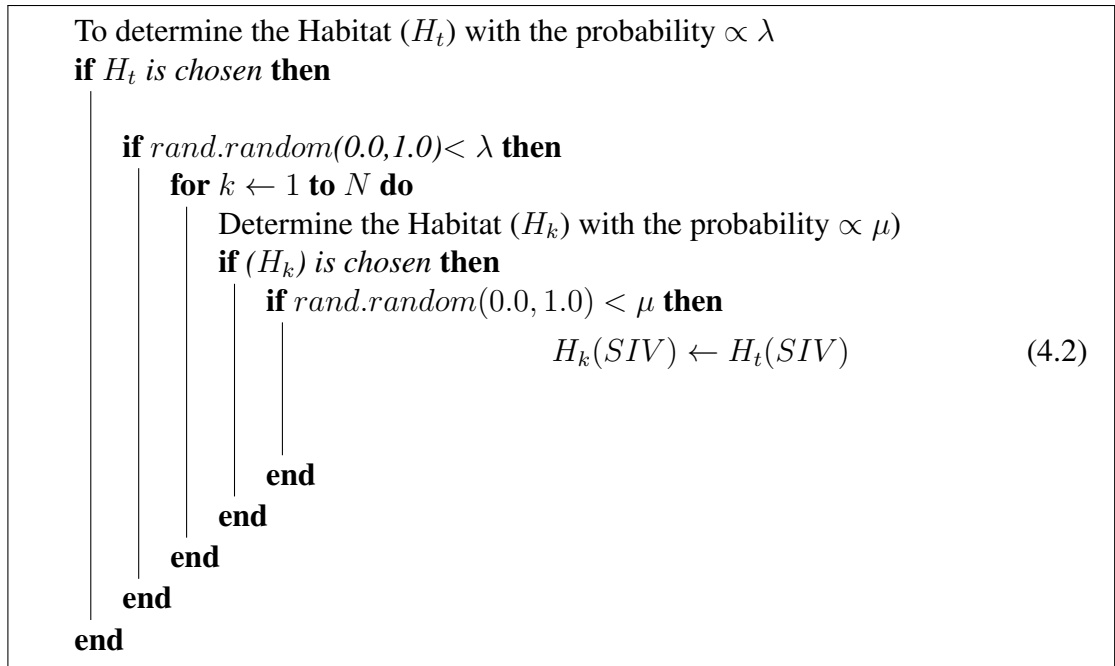 To determine the Habitat (H_t) with the probability ∝ λ
if H_t is chosen then
if rand.random(0.0,1.0)< λ then
for k ← 1 to N do
Determine the Habitat (H_k) with the probability ∝ μ)
if (H_k) is chosen then
if rand.random(0.0, 1.0) < μ then
H_k(SIV) ← H_t(SIV) (4.2)
end
end
end
end
end